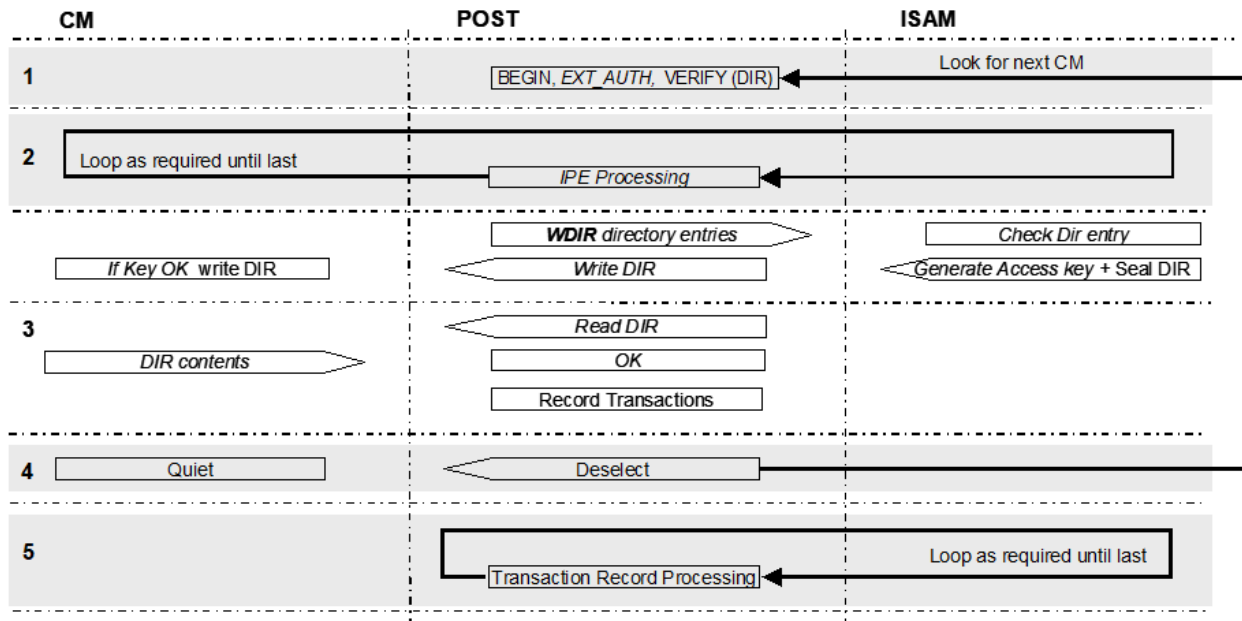 CM POST ISAM
1 BEGIN, EXT_AUTH, VERIFY (DIR) Look for next CM
2 Loop as required until last IPE Processing
WDIR directory entries Check Dir entry
If Key OK write DIR Write DIR Generate Access key + Seal DIR
3 Read DIR
DIR contents OK
Record Transactions
4 Quiet Deselect
5 Loop as required until last
Transaction Record Processing